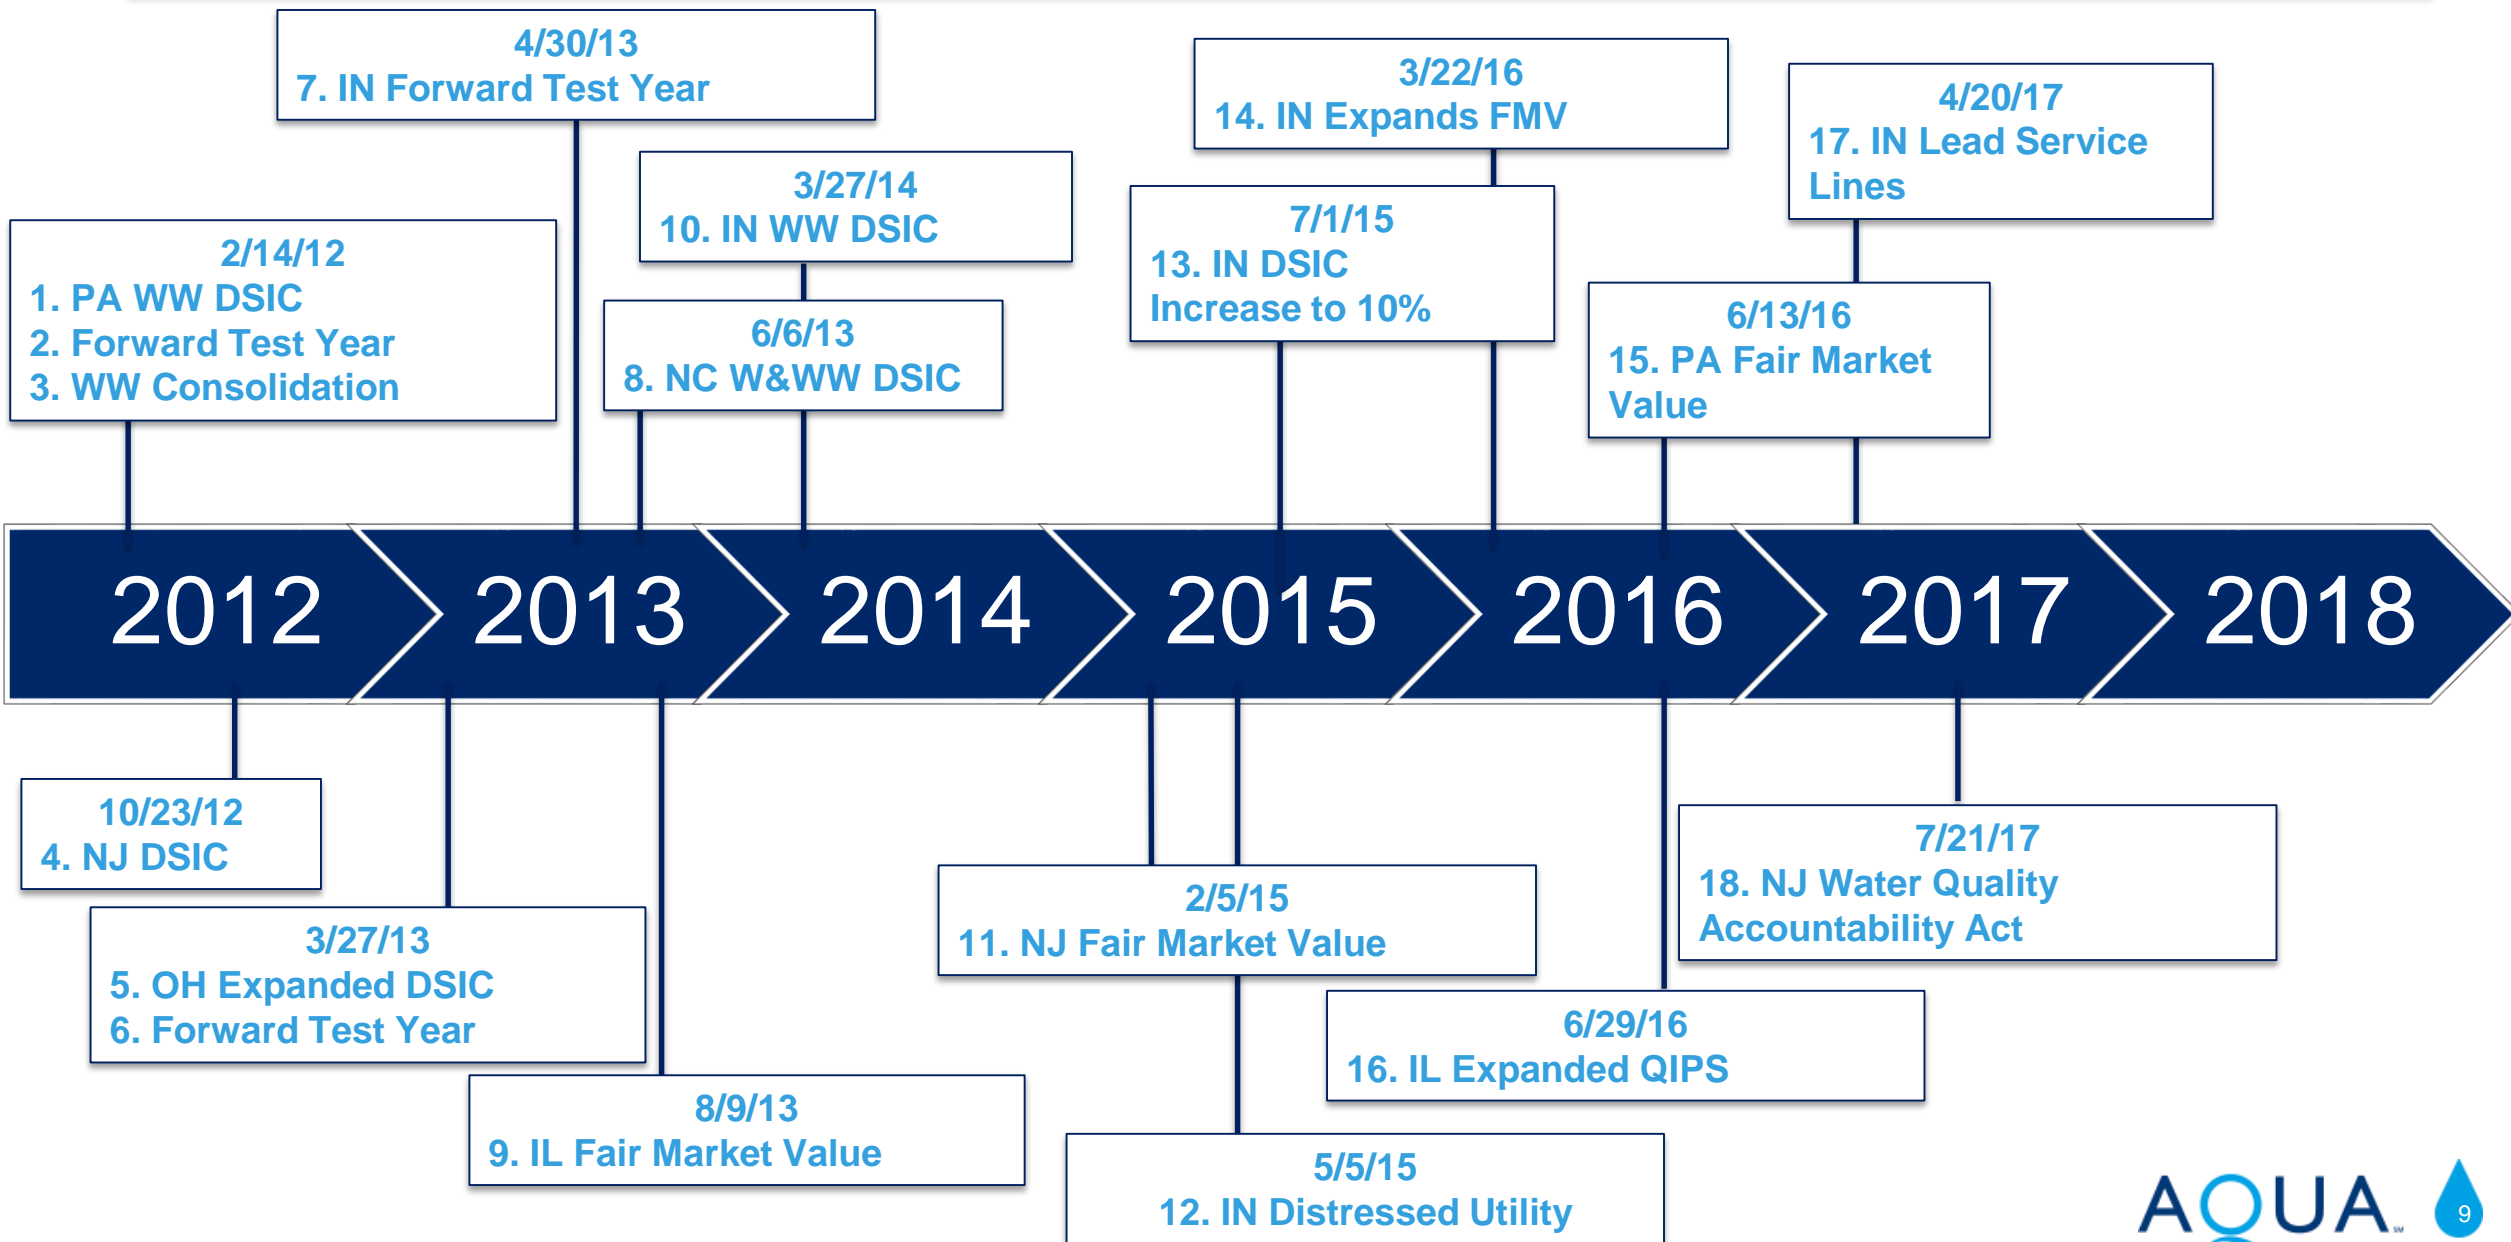 4/30/13
7. IN Forward Test Year
3/22/16
14. IN Expands FMV
4/20/17
17. IN Lead Service
Lines
3/27/14
10. IN WW DSIC
7/1/15
13. IN DSIC
Increase to 10%
2/14/12
1. PA WW DSIC
2. Forward Test Year
3. WW Consolidation
6/6/13
8. NC W&WW DSIC
6/13/16
15. PA Fair Market
Value
2012
2013
2014
2015
2016
2017
2018
10/23/12
4. NJ DSIC
7/21/17
18. NJ Water Quality
Accountability Act
2/5/15
11. NJ Fair Market Value
3/27/13
5. OH Expanded DSIC
6. Forward Test Year
6/29/16
16. IL Expanded QIPS
8/9/13
9. IL Fair Market Value
5/5/15
12. IN Distressed Utility
AQUA
SM
9